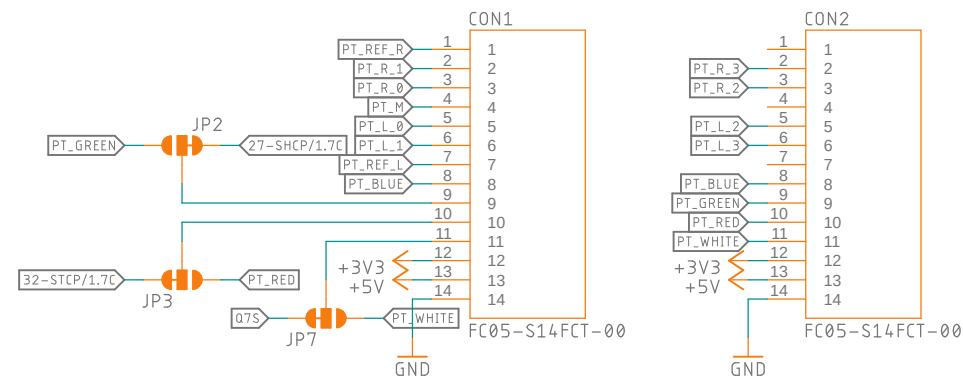 CON1
PT_REF_R 1 1
PT_R_1 2 2
PT_R_0 3 3
PT_M 4 4
PT_L_0 5 5
PT_L_1 6 6
PT_REF_L 7 7
PT_BLUE 8 8
9 9
10 10
11 11
+3V3 12 12
+5V 13 13
14 14
FC05-S14FCT-00
GND
JP2
PT_GREEN
27-SHCP/1.7C
32-STCP/1.7C
PT_RED
JP3
Q7S
PT_WHITE
JP7
CON2
1 1
PT_R_3 2 2
PT_R_2 3 3
4 4
PT_L_2 5 5
PT_L_3 6 6
7 7
PT_BLUE 8 8
PT_GREEN 9 9
PT_RED 10 10
PT_WHITE 11 11
+3V3 12 12
+5V 13 13
14 14
FC05-S14FCT-00
GND